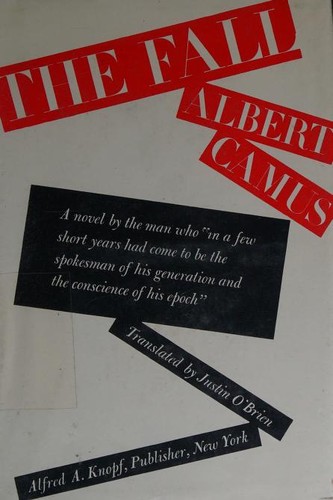 THE FALL
ALBERT
CAMUS
A novel by the man who "in a few
short years had come to be the
spokesman of his generation and
the conscience of his epoch"
Translated by Justin O'Brien
Alfred A. Knopf, Publisher, New York